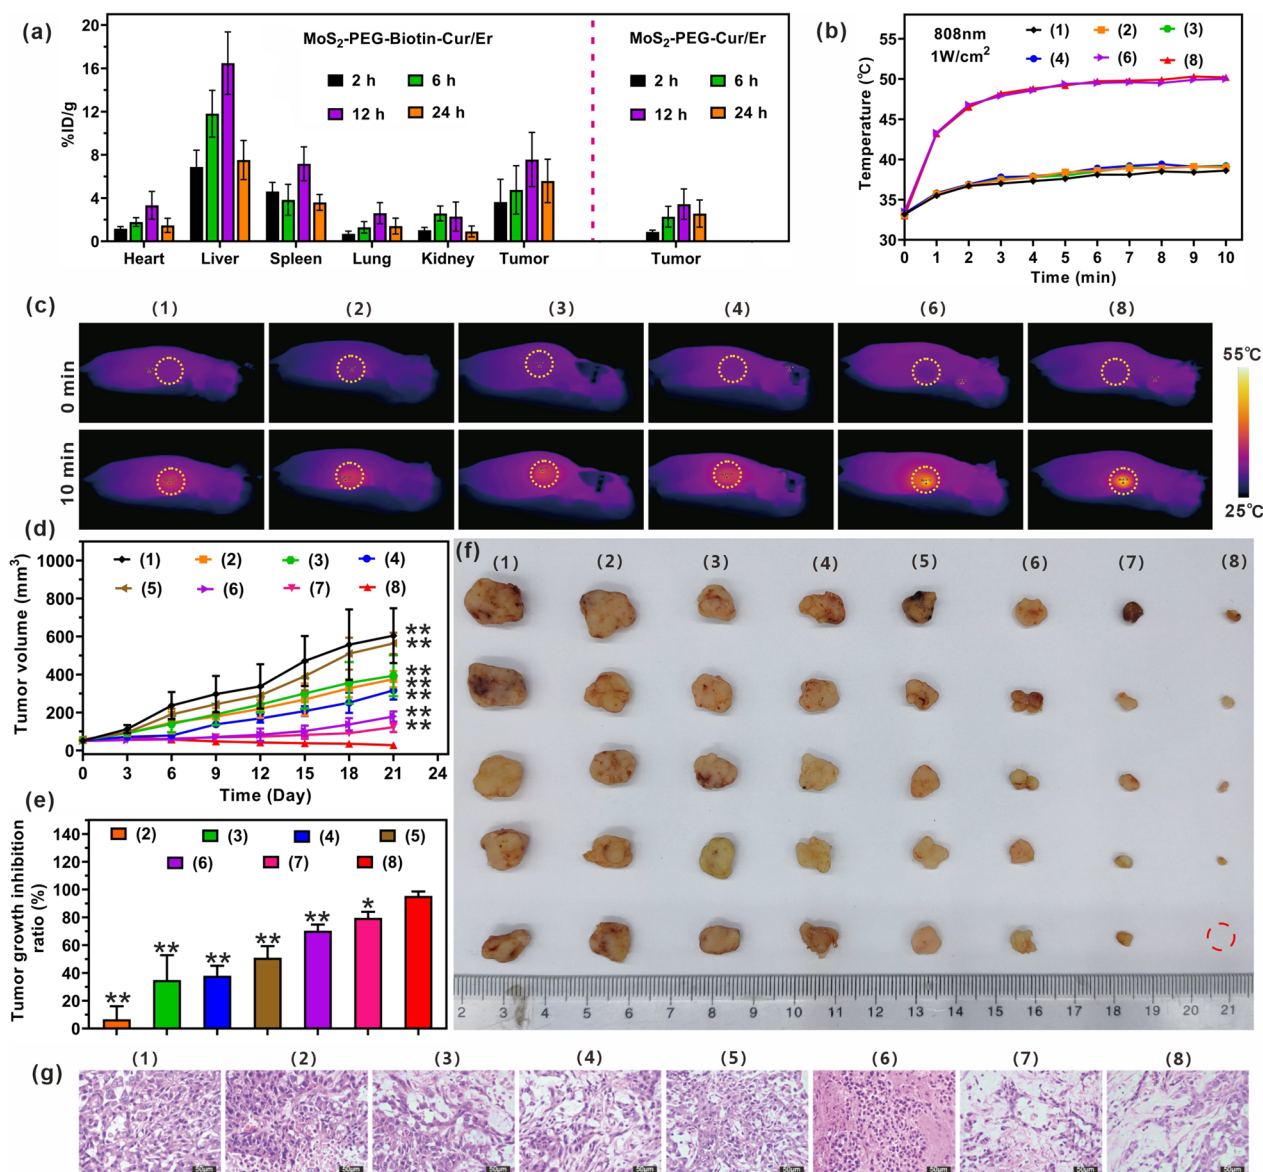 (a)
MoS2-PEG-Biotin-Cur/Er
MoS2-PEG-Cur/Er
2 h
6 h
12 h
24 h
2 h
6 h
12 h
24 h
%ID/g
20
16
12
8
4
0
Heart
Liver
Spleen
Lung
Kidney
Tumor
Tumor
(b)
808nm
1W/cm2
(1)
(2)
(3)
(4)
(6)
(8)
Temperature (℃)
55
50
40
35
30
0
1
2
3
4
5
6
7
8
9
10
Time (min)
(c)
(1)
(2)
(3)
(4)
(6)
(8)
0 min
10 min
55℃
25℃
(d)
(1)
(2)
(3)
(4)
(5)
(6)
(7)
(8)
Tumor volume (mm3)
1000
800
600
400
200
0
**
**
**
**
**
**
**
0
3
6
9
12
15
18
21
24
Time (Day)
(e)
(2)
(3)
(4)
(5)
(6)
(7)
(8)
Tumor growth inhibition
ratio (%)
140
120
100
80
60
40
20
0
**
**
**
**
**
*
(f)
(1)
(2)
(3)
(4)
(5)
(6)
(7)
(8)
2
3
4
5
6
7
8
9
10
11
12
13
14
15
16
17
18
19
20
21
(g)
(1)
(2)
(3)
(4)
(5)
(6)
(7)
(8)
50μm
50μm
50μm
50μm
50μm
50μm
50μm
50μm